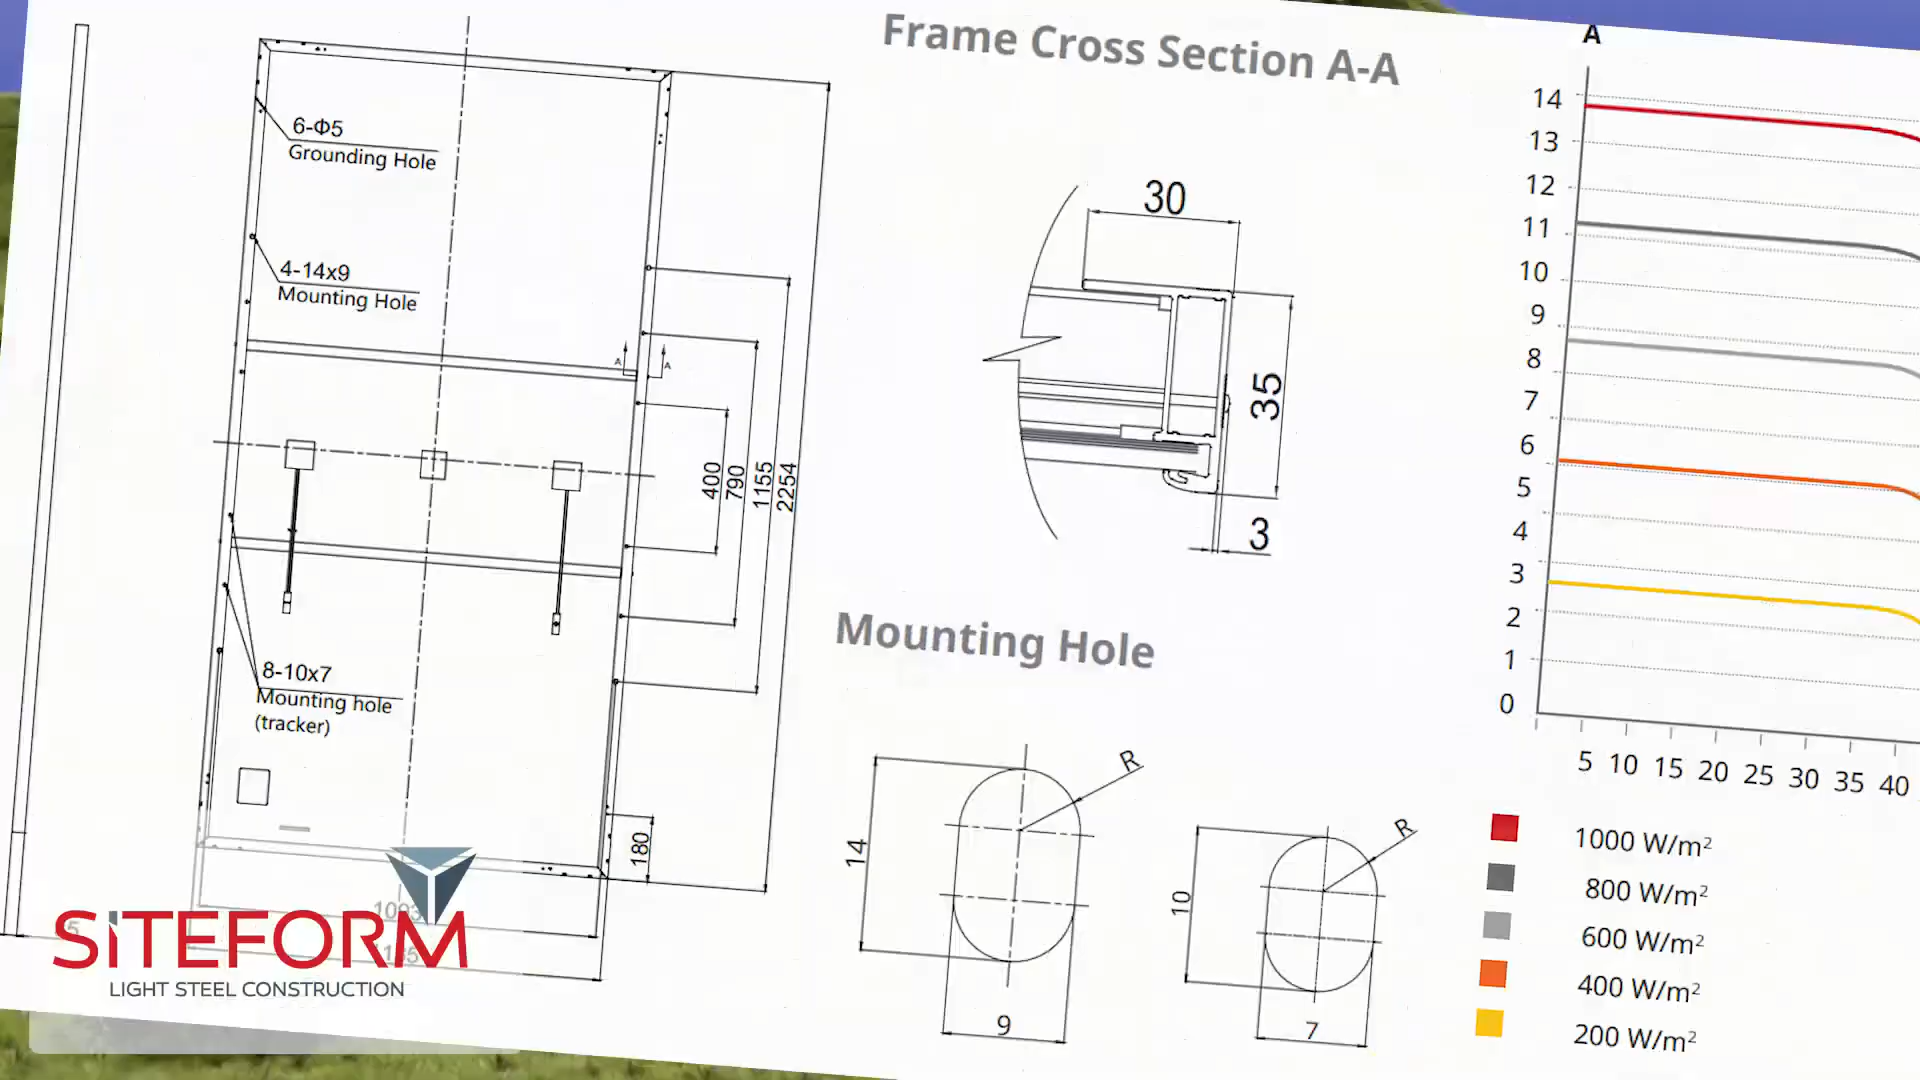 6-Φ5
Grounding Hole
4-14x9
Mounting Hole
A
A
400
790
1155
2254
8-10x7
Mounting hole
(tracker)
180
Frame Cross Section A-A
30
35
3
Mounting Hole
14
R
9
10
R
7
A
14
13
12
11
10
9
8
7
6
5
4
3
2
1
0
5 10 15 20 25 30 35 40
1000 W/m²
800 W/m²
600 W/m²
400 W/m²
200 W/m²
SiTEFORM
LIGHT STEEL CONSTRUCTION